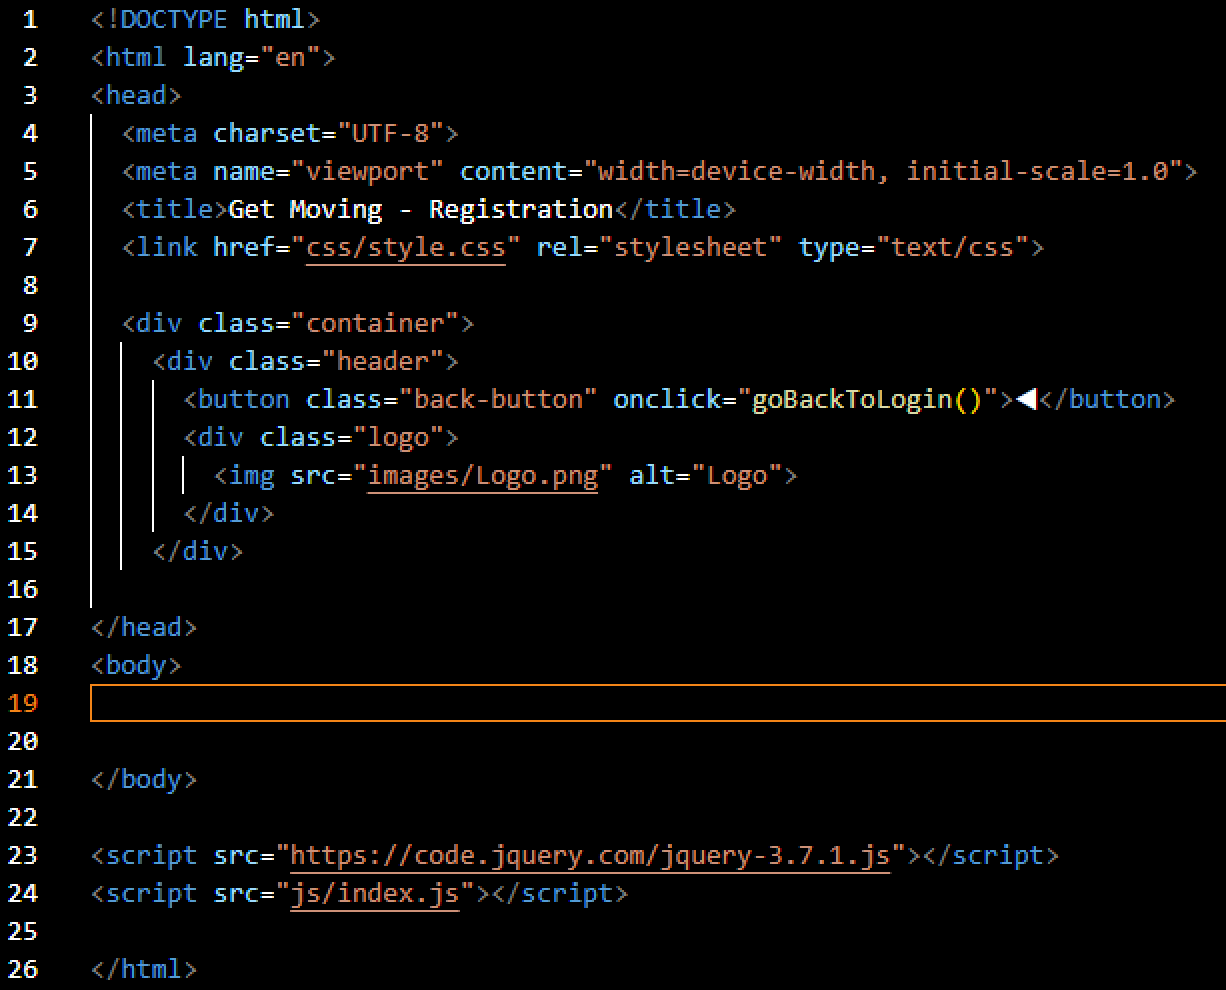 1 <!DOCTYPE html>
2 <html lang="en">
3 <head>
4 <meta charset="UTF-8">
5 <meta name="viewport" content="width=device-width, initial-scale=1.0">
6 <title>Get Moving - Registration</title>
7 <link href="css/style.css" rel="stylesheet" type="text/css">
8
9 <div class="container">
10 <div class="header">
11 <button class="back-button" onclick="goBackToLogin()">◀</button>
12 <div class="logo">
13 <img src="images/Logo.png" alt="Logo">
14 </div>
15 </div>
16
17 </head>
18 <body>
19
20
21 </body>
22
23 <script src="https://code.jquery.com/jquery-3.7.1.js"></script>
24 <script src="js/index.js"></script>
25
26 </html>